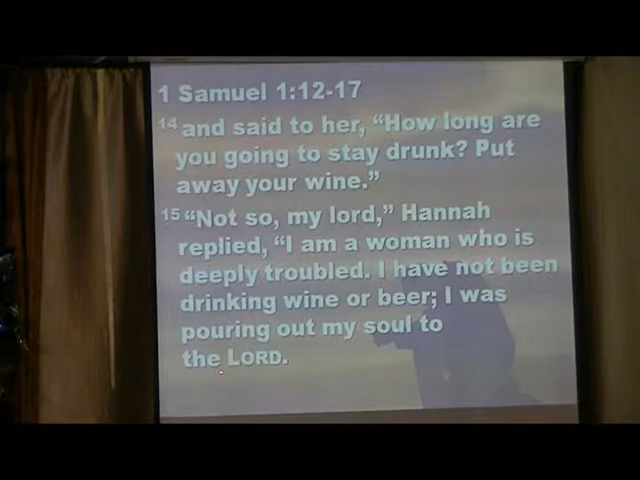 1 Samuel 1:12-17
14 and said to her, “How long are
you going to stay drunk? Put
away your wine.”
15 “Not so, my lord,” Hannah
replied, “I am a woman who is
deeply troubled. I have not been
drinking wine or beer; I was
pouring out my soul to
the LORD.